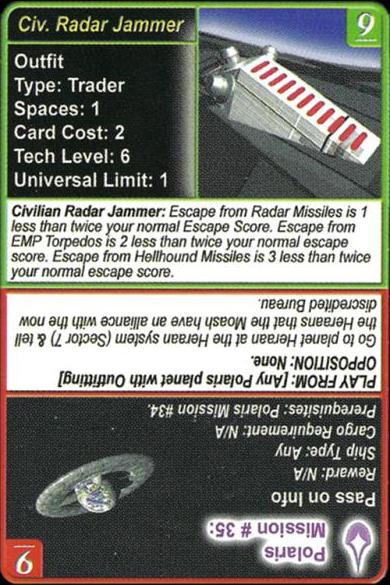 Civ. Radar Jammer
9
Outfit
Type: Trader
Spaces: 1
Card Cost: 2
Tech Level: 6
Universal Limit: 1
Civilian Radar Jammer: Escape from Radar Missiles is 1
less than twice your normal Escape Score. Escape from
EMP Torpedos is 2 less than twice your normal escape
score. Escape from Hellhound Missiles is 3 less than twice
your normal escape score.
9
Polaris
Mission # 35:
Pass on Info
Reward: N/A
Ship Type: Any
Cargo Requirement: N/A
Prerequisites: Polaris Mission #34.
PLAY FROM: [Any Polaris planet with Outfitting]
OPPOSITION: None.
Go to planet Heraan at the Heraan system (Sector 7) & tell
the Heraans that the Moash have an alliance with the now
discredited Bureau.